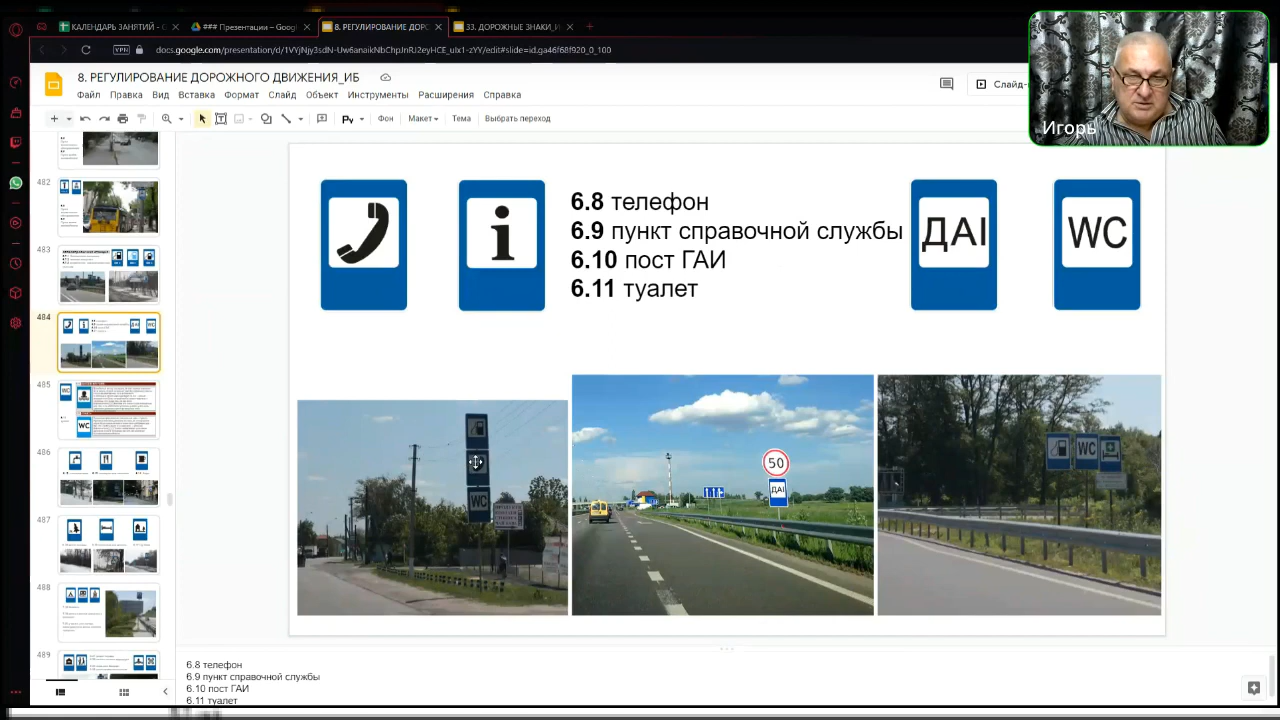 КАЛЕНДАРЬ ЗАНЯТИЙ -
### Презентации – Googl
8. РЕГУЛИРОВАНИЕ ДОРО
33. ДОРОЖНЫЕ ЗНАКИ_И
VPN
docs.google.com/presentation/d/1VYjNjy3sdN-Uw6anaikNbChpJnRJ2eyHCE_ulx1-zYY/edit#slide=id.ga46f68f920_0_100
8. РЕГУЛИРОВАНИЕ ДОРОЖНОГО ДВИЖЕНИЯ_ИБ
Файл Правка Вид Вставка Формат Слайд Объект Инструменты Расширения Справка
Слайд-
Игорь
Фон Макет Тема Выбрать переход
482
483
484
485
486
487
488
489
i
6.8 телефон
6.9 пункт справочной службы
6.10 пост ГАИ
6.11 туалет
ДАІ
WC
WC
50
ДАІ
WC
6.8 телефон
6.9 пункт справочной службы
6.10 пост ГАИ
6.11 туалет